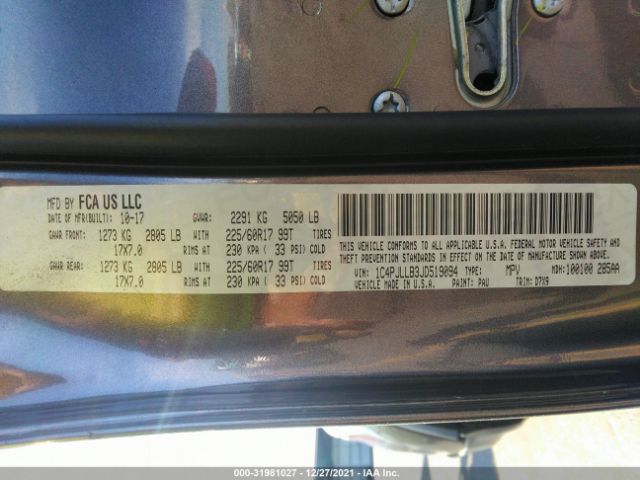 MFD BY FCA US LLC
DATE OF MFR(BUILT): 10-17 GVWR: 2291 KG 5050 LB
GAWR FRONT: 1273 KG 2805 LB WITH 225/60R17 99T TIRES
17X7.0 RIMS AT 230 KPA ( 33 PSI) COLD
GAWR REAR: 1273 KG 2805 LB WITH 225/60R17 99T TIRES
17X7.0 RIMS AT 230 KPA ( 33 PSI) COLD
THIS VEHICLE CONFORMS TO ALL APPLICABLE U.S.A. FEDERAL MOTOR VEHICLE SAFETY AND
THEFT PREVENTION STANDARDS IN EFFECT ON THE DATE OF MANUFACTURE SHOWN ABOVE.
VIN: 1C4PJLLB3JD519094 TYPE: MPV MDH: 100100 285AA
VEHICLE MADE IN U.S.A. PAINT: PAU TRIM: D7X9
000-31981027 - 12/27/2021 - IAA Inc.